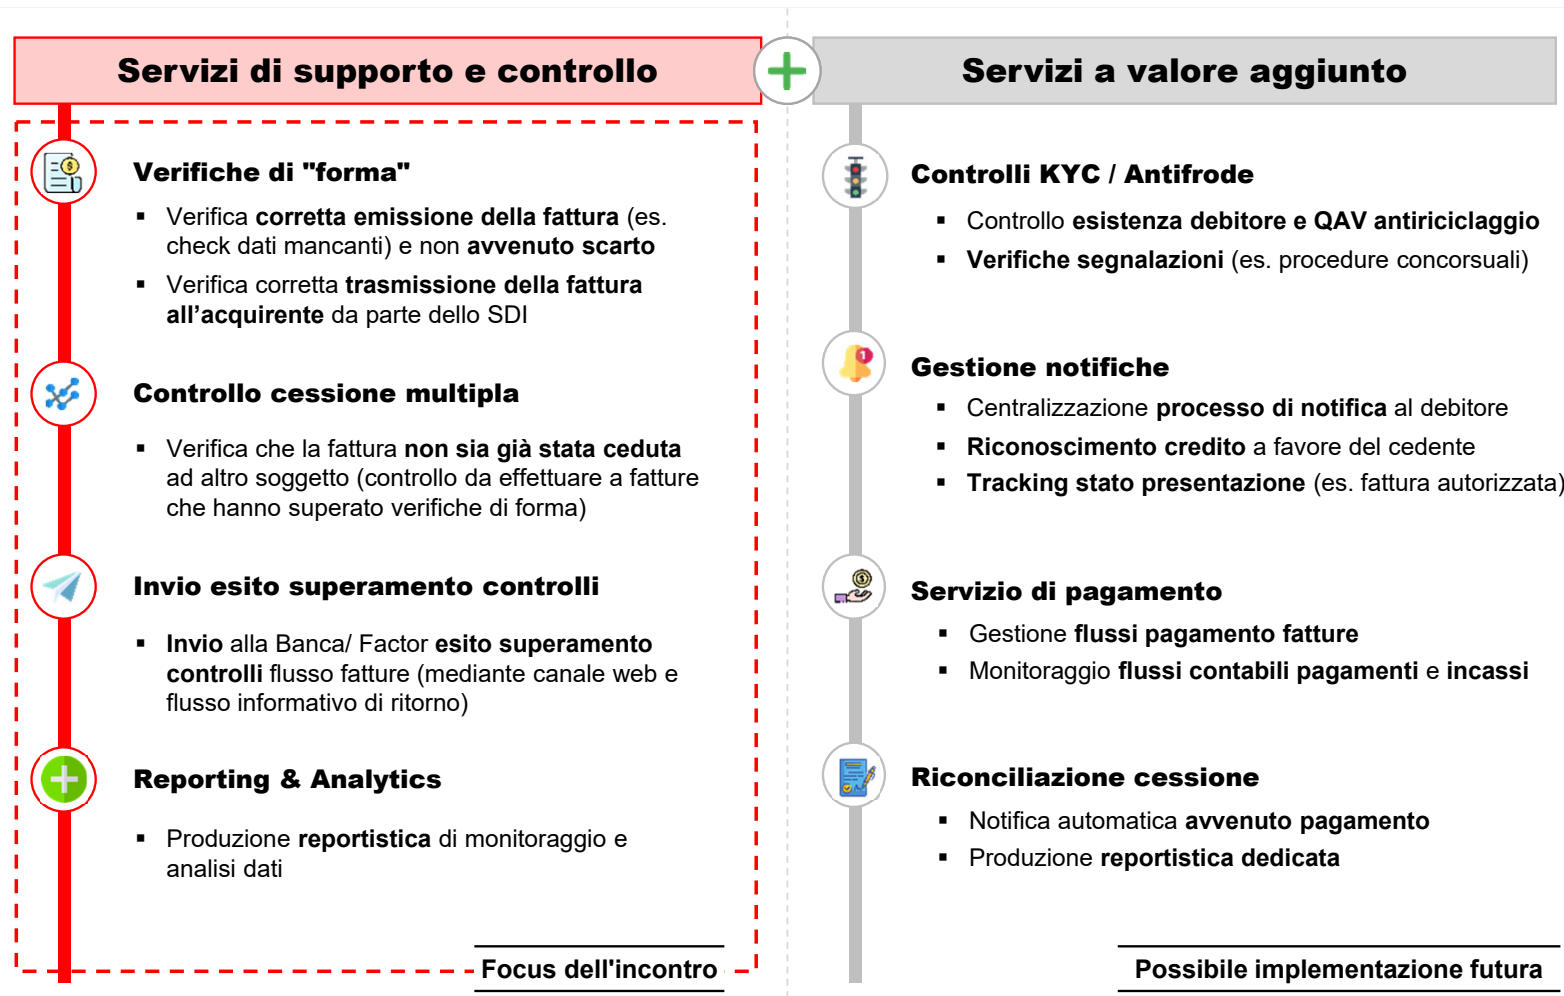 Servizi di supporto e controllo
Verifiche di "forma"
▪ Verifica corretta emissione della fattura (es.
check dati mancanti) e non avvenuto scarto
▪ Verifica corretta trasmissione della fattura
all’acquirente da parte dello SDI
Controllo cessione multipla
▪ Verifica che la fattura non sia già stata ceduta
ad altro soggetto (controllo da effettuare a fatture
che hanno superato verifiche di forma)
Invio esito superamento controlli
▪ Invio alla Banca/ Factor esito superamento
controlli flusso fatture (mediante canale web e
flusso informativo di ritorno)
Reporting & Analytics
▪ Produzione reportistica di monitoraggio e
analisi dati
Focus dell'incontro
Servizi a valore aggiunto
Controlli KYC / Antifrode
▪ Controllo esistenza debitore e QAV antiriciclaggio
▪ Verifiche segnalazioni (es. procedure concorsuali)
1
Gestione notifiche
▪ Centralizzazione processo di notifica al debitore
▪ Riconoscimento credito a favore del cedente
▪ Tracking stato presentazione (es. fattura autorizzata)
Servizio di pagamento
▪ Gestione flussi pagamento fatture
▪ Monitoraggio flussi contabili pagamenti e incassi
Riconciliazione cessione
▪ Notifica automatica avvenuto pagamento
▪ Produzione reportistica dedicata
Possibile implementazione futura